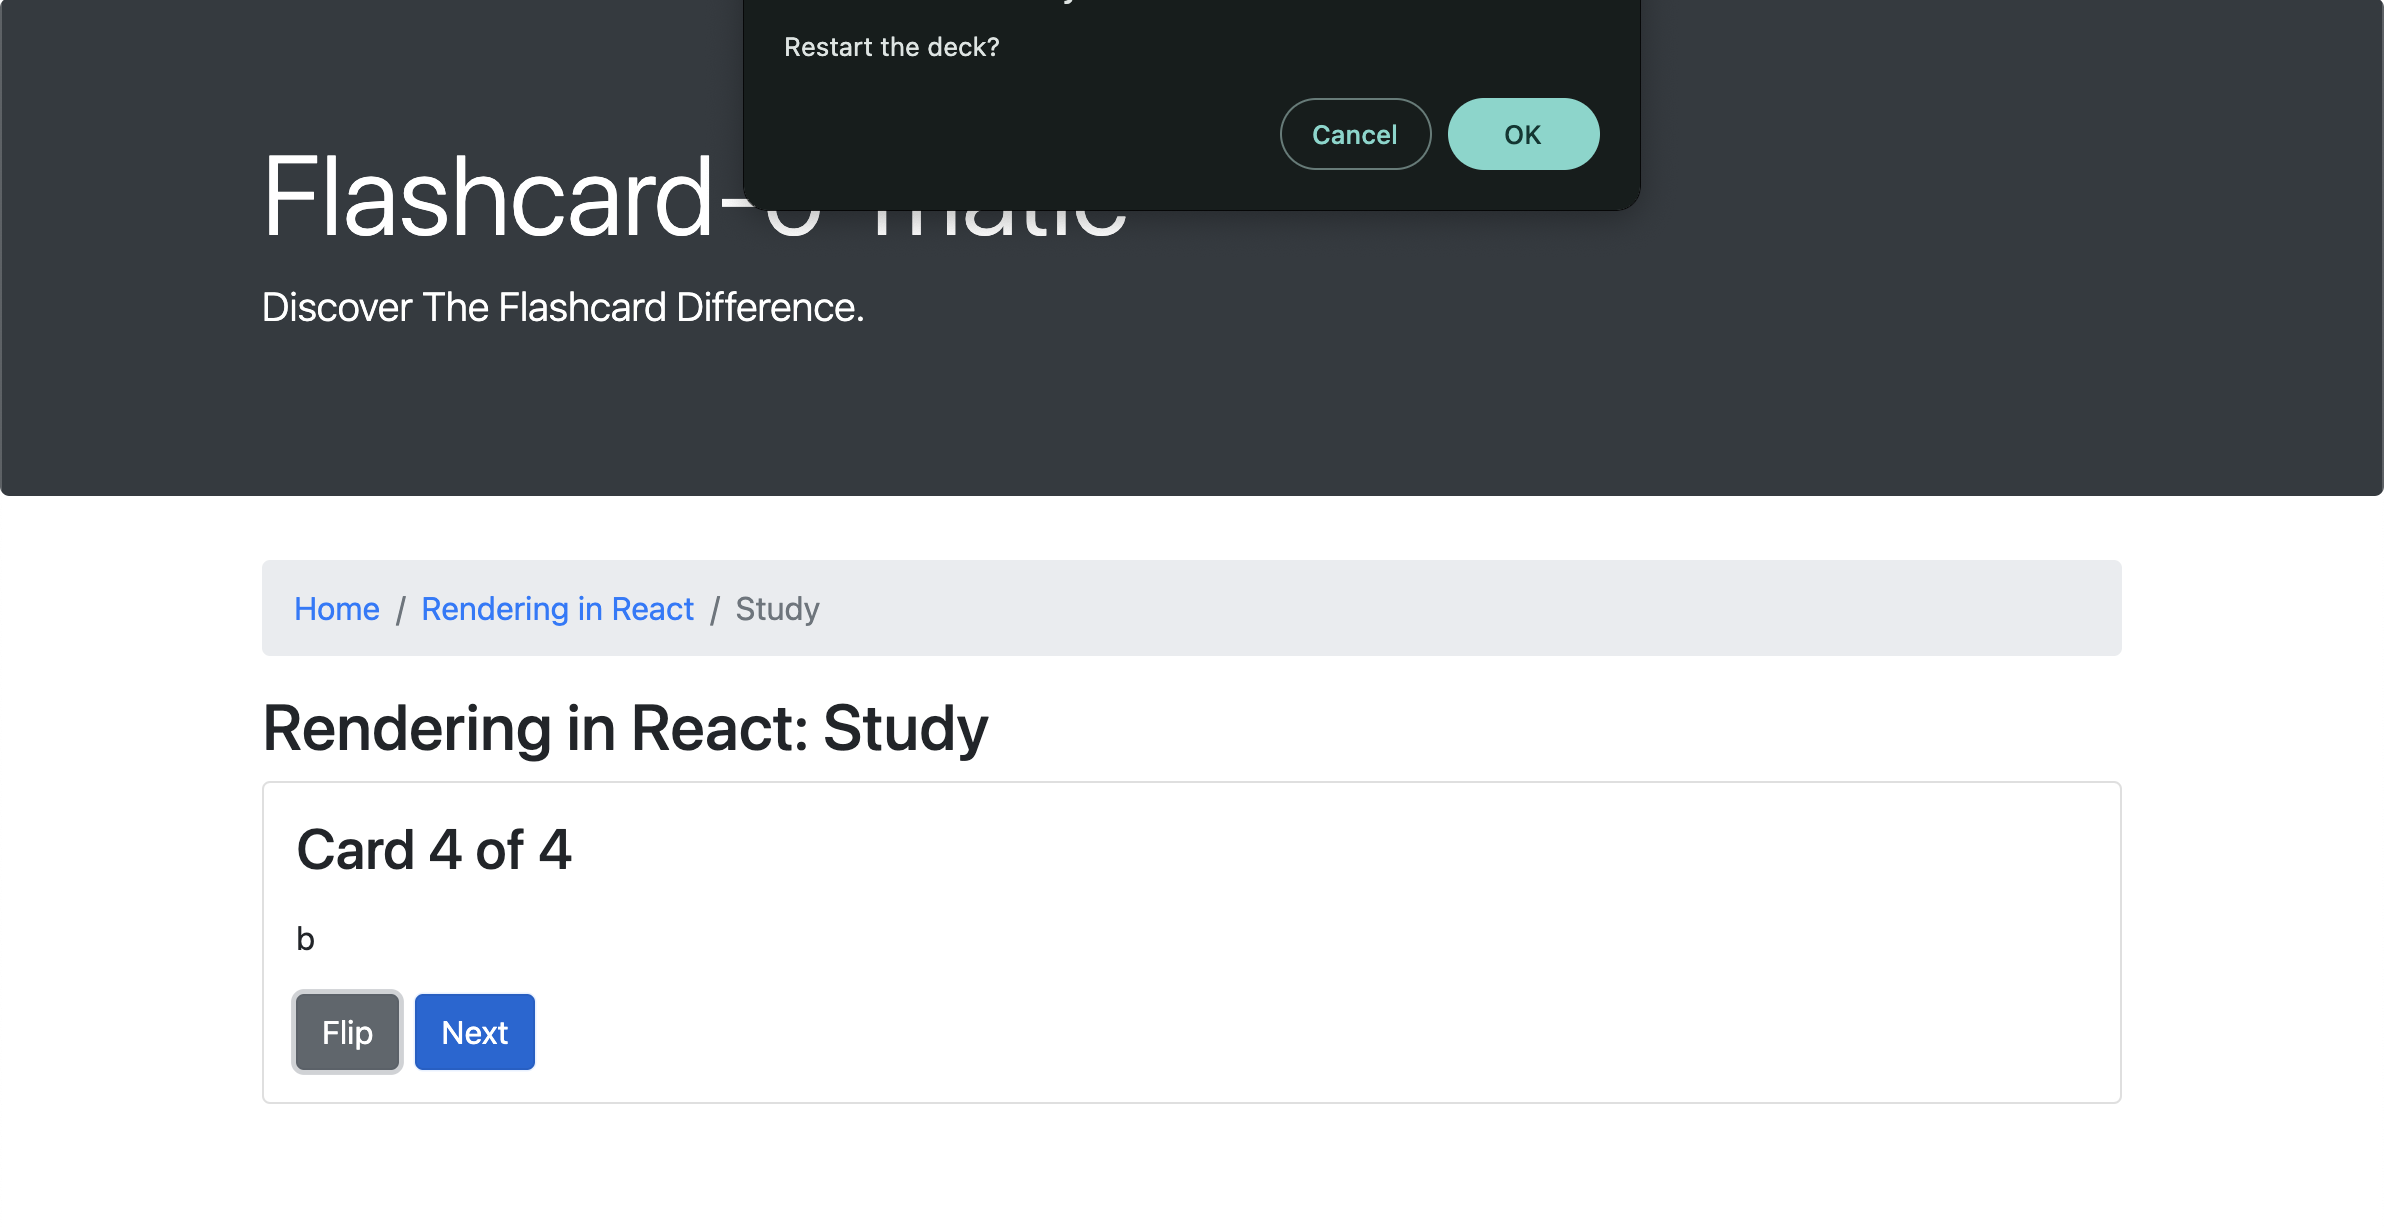 Restart the deck?
Cancel OK
Flashcard-o-matic
Discover The Flashcard Difference.
Home / Rendering in React / Study
Rendering in React: Study
Card 4 of 4
b
Flip Next